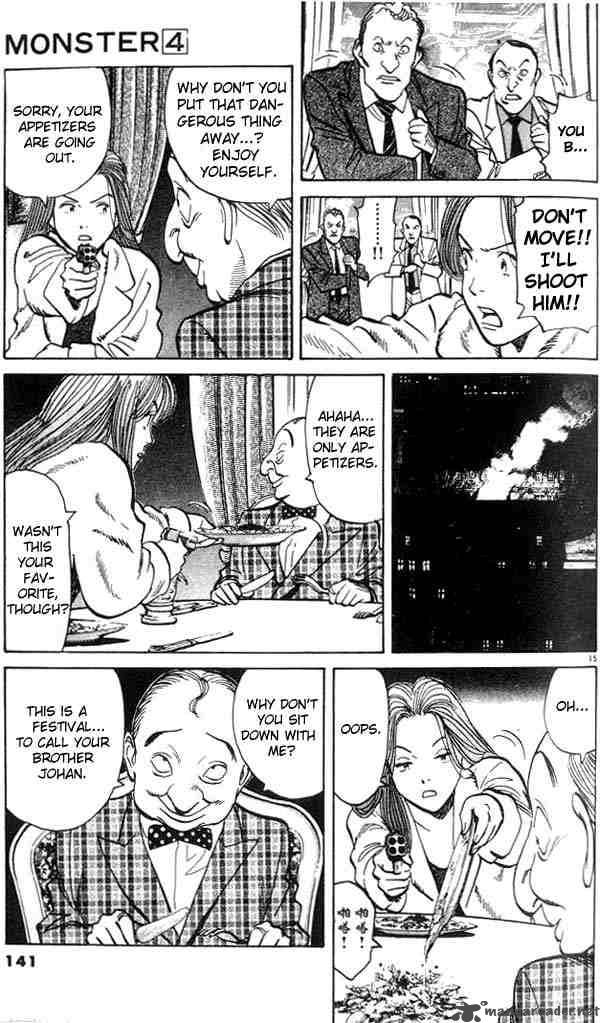 MONSTER 4
YOU
B...
DON'T
MOVE!!
I'LL
SHOOT
HIM!!
......!!
WHY DON'T YOU
PUT THAT DAN-
GEROUS THING
AWAY...?
ENJOY
YOURSELF.
SORRY, YOUR
APPETIZERS
ARE GOING
OUT.
15
AHAHA...
THEY ARE
ONLY AP-
PETIZERS.
WASN'T
THIS
YOUR
FAV-
ORITE,
THOUGH?
OH...
OOPS.
WHY DON'T
YOU SIT
DOWN WITH
ME?
THIS IS A
FESTIVAL...
TO CALL YOUR
BROTHER
JOHAN.
141
mangareader.net